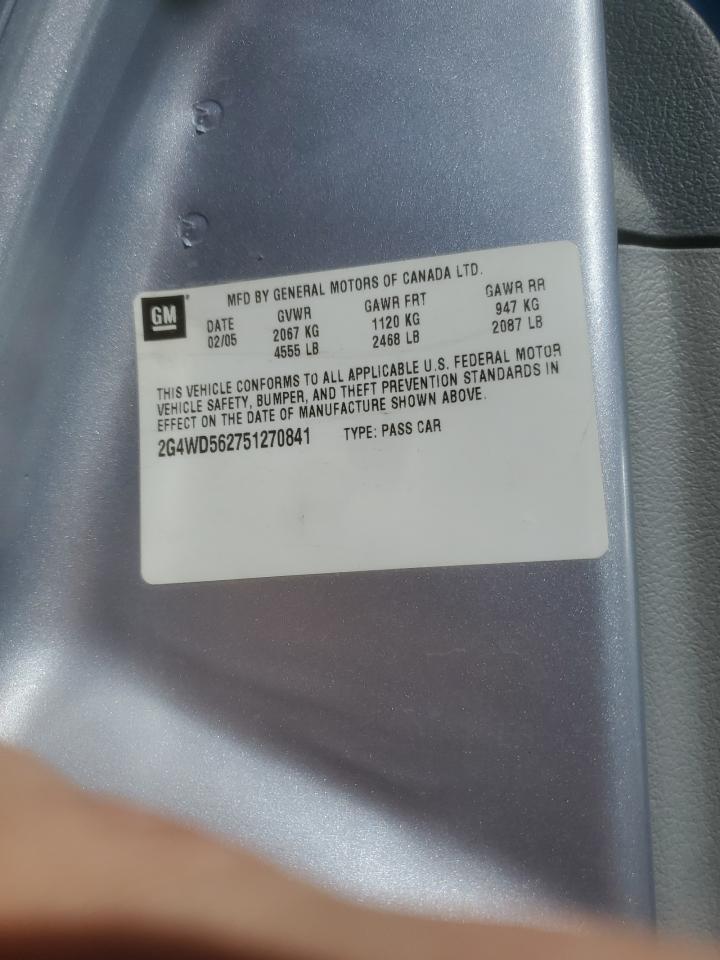 MFD BY GENERAL MOTORS OF CANADA LTD.
GM®
DATE GVWR GAWR FRT GAWR RR
02/05 2067 KG 1120 KG 947 KG
4555 LB 2468 LB 2087 LB
THIS VEHICLE CONFORMS TO ALL APPLICABLE U.S. FEDERAL MOTOR
VEHICLE SAFETY, BUMPER, AND THEFT PREVENTION STANDARDS IN
EFFECT ON THE DATE OF MANUFACTURE SHOWN ABOVE.
2G4WD562751270841 TYPE: PASS CAR